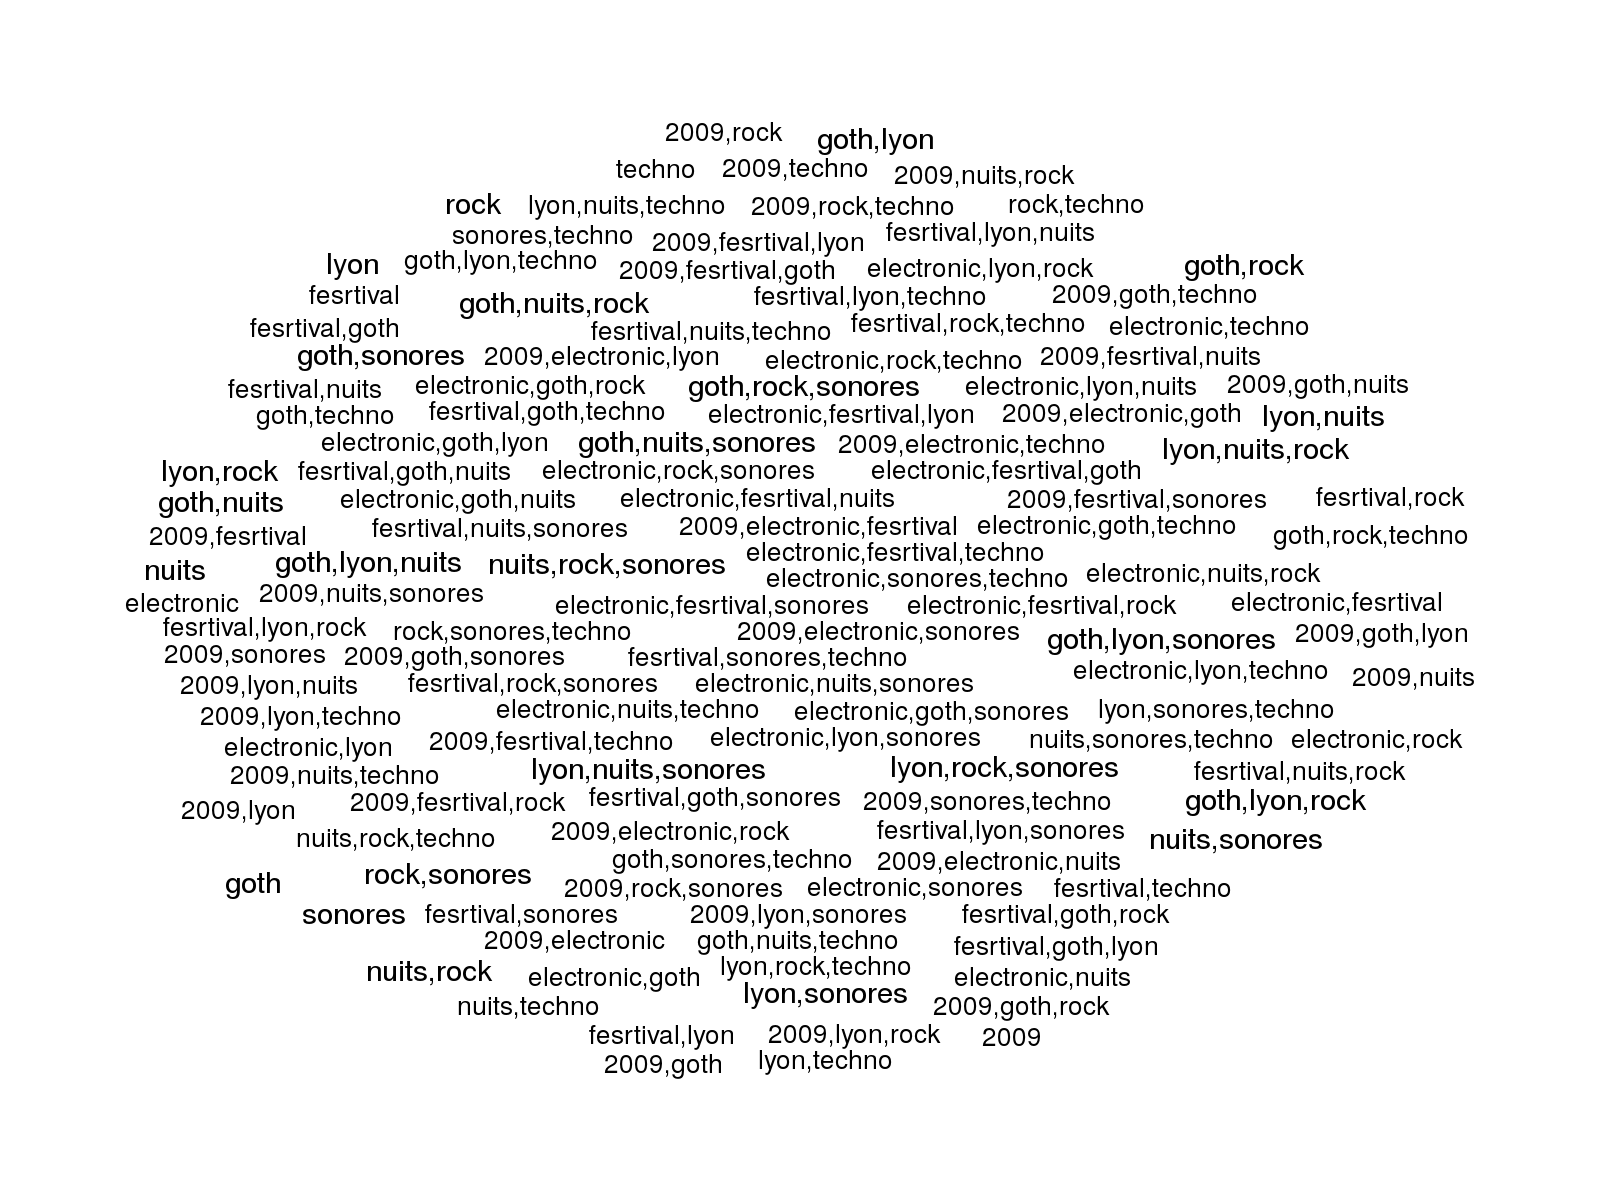 2009,rock goth,lyon
techno 2009,techno 2009,nuits,rock
rock lyon,nuits,techno 2009,rock,techno rock,techno
sonores,techno 2009,fesrtival,lyon fesrtival,lyon,nuits
lyon goth,lyon,techno 2009,fesrtival,goth electronic,lyon,rock goth,rock
fesrtival goth,nuits,rock fesrtival,lyon,techno 2009,goth,techno
fesrtival,goth fesrtival,nuits,techno fesrtival,rock,techno electronic,techno
goth,sonores 2009,electronic,lyon electronic,rock,techno 2009,fesrtival,nuits
fesrtival,nuits electronic,goth,rock goth,rock,sonores electronic,lyon,nuits 2009,goth,nuits
goth,techno fesrtival,goth,techno electronic,fesrtival,lyon 2009,electronic,goth lyon,nuits
electronic,goth,lyon goth,nuits,sonores 2009,electronic,techno lyon,nuits,rock
lyon,rock fesrtival,goth,nuits electronic,rock,sonores electronic,fesrtival,goth
goth,nuits electronic,goth,nuits electronic,fesrtival,nuits 2009,fesrtival,sonores fesrtival,rock
2009,fesrtival fesrtival,nuits,sonores 2009,electronic,fesrtival electronic,goth,techno goth,rock,techno
nuits goth,lyon,nuits nuits,rock,sonores electronic,fesrtival,techno
electronic,sonores,techno electronic,nuits,rock
electronic 2009,nuits,sonores electronic,fesrtival,sonores electronic,fesrtival,rock electronic,fesrtival
fesrtival,lyon,rock rock,sonores,techno 2009,electronic,sonores goth,lyon,sonores 2009,goth,lyon
2009,sonores 2009,goth,sonores fesrtival,sonores,techno electronic,lyon,techno 2009,nuits
2009,lyon,nuits fesrtival,rock,sonores electronic,nuits,sonores
2009,lyon,techno electronic,nuits,techno electronic,goth,sonores lyon,sonores,techno
electronic,lyon 2009,fesrtival,techno electronic,lyon,sonores nuits,sonores,techno electronic,rock
2009,nuits,techno lyon,nuits,sonores lyon,rock,sonores fesrtival,nuits,rock
2009,lyon 2009,fesrtival,rock fesrtival,goth,sonores 2009,sonores,techno goth,lyon,rock
nuits,rock,techno 2009,electronic,rock fesrtival,lyon,sonores nuits,sonores
goth,sonores,techno 2009,electronic,nuits
goth rock,sonores 2009,rock,sonores electronic,sonores fesrtival,techno
sonores fesrtival,sonores 2009,lyon,sonores fesrtival,goth,rock
2009,electronic goth,nuits,techno fesrtival,goth,lyon
nuits,rock electronic,goth lyon,rock,techno electronic,nuits
nuits,techno lyon,sonores 2009,goth,rock
fesrtival,lyon 2009,lyon,rock 2009
2009,goth lyon,techno